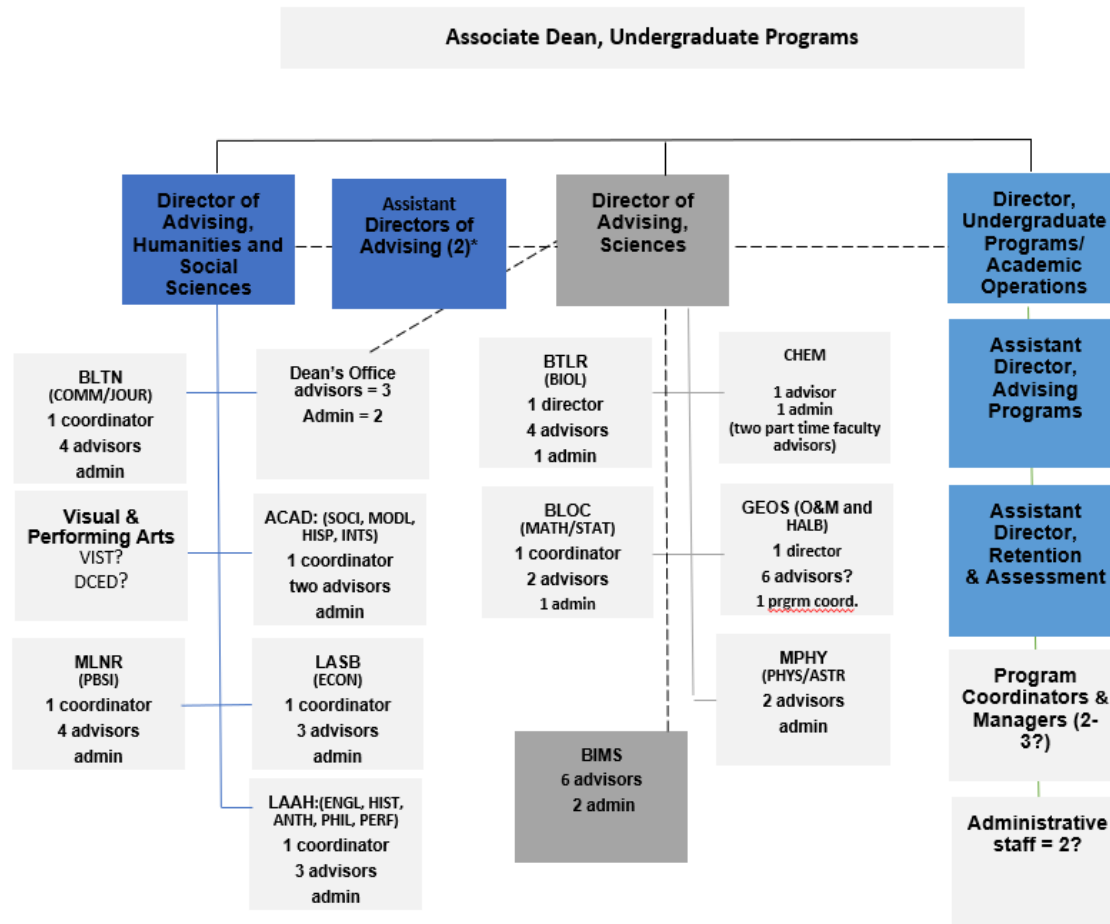 Associate Dean, Undergraduate Programs
Director of
Advising,
Humanities and
Social
Sciences
Assistant
Directors of
Advising (2)*
Director of
Advising,
Sciences
Director,
Undergraduate
Programs/
Academic
Operations
BLTN
(COMM/JOUR)
1 coordinator
4 advisors
admin
Dean's Office
advisors = 3
Admin = 2
BTLR
(BIOL)
1 director
4 advisors
1 admin
CHEM
1 advisor
1 admin
(two part time faculty
advisors)
Assistant
Director,
Advising
Programs
Visual &
Performing Arts
VIST?
DCED?
ACAD: (SOCI, MODL,
HISP, INTS)
1 coordinator
two advisors
admin
BLOC
(MATH/STAT)
1 coordinator
2 advisors
1 admin
GEOS (O&M and
HALB)
1 director
6 advisors?
1 prgrm coord.
Assistant
Director,
Retention
& Assessment
MLNR
(PBSI)
1 coordinator
4 advisors
admin
LASB
(ECON)
1 coordinator
3 advisors
admin
MPHY
(PHYS/ASTR
2 advisors
admin
Program
Coordinators &
Managers (2-
3?)
BIMS
6 advisors
2 admin
LAAH:(ENGL, HIST,
ANTH, PHIL, PERF)
1 coordinator
3 advisors
admin
Administrative
staff = 2?